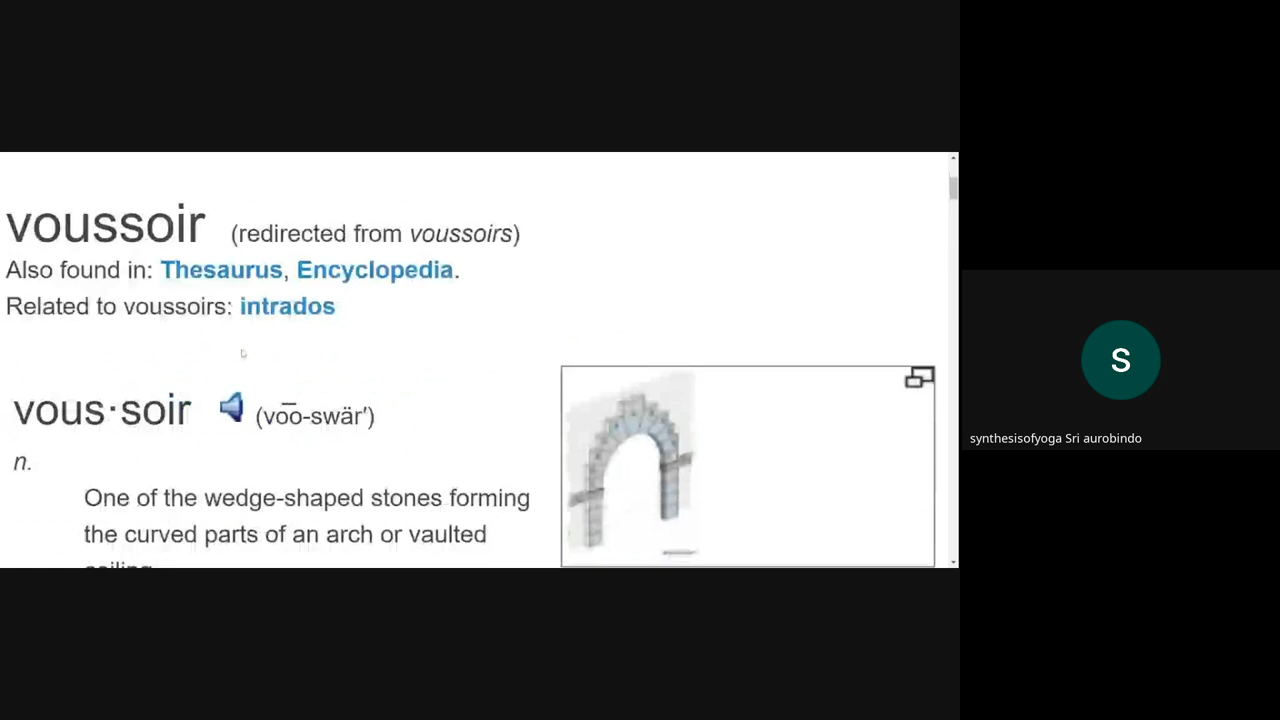 voussoir (redirected from voussoirs)
Also found in: Thesaurus, Encyclopedia.
Related to voussoirs: intrados
vous·soir (vo͞o-swär′)
n.
One of the wedge-shaped stones forming
the curved parts of an arch or vaulted
ceiling
S
synthesisofyoga Sri aurobindo